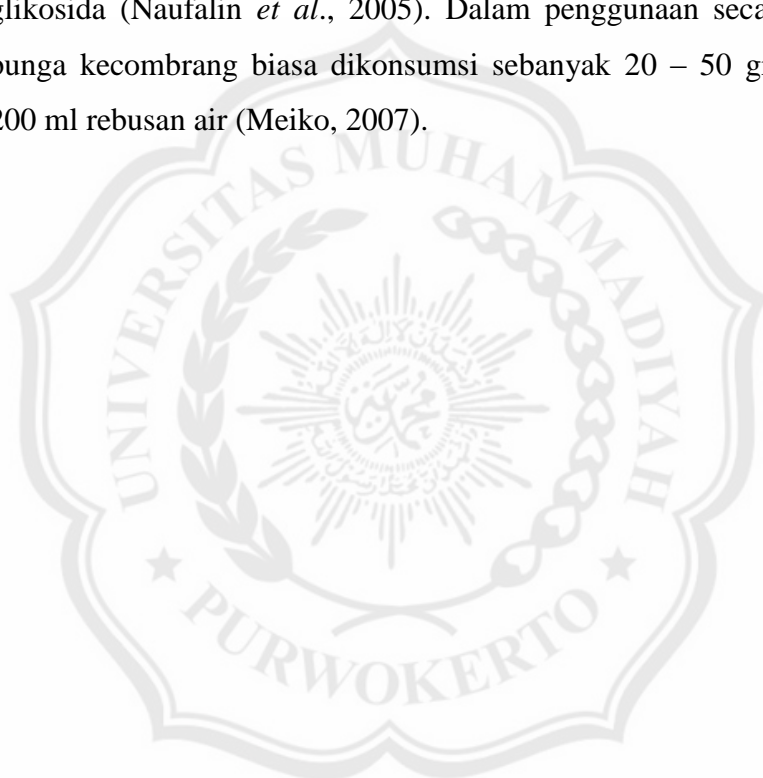 glikosida (Naufalin et al., 2005). Dalam penggunaan seca
bunga kecombrang biasa dikonsumsi sebanyak 20 – 50 g
200 ml rebusan air (Meiko, 2007).
UNIVERSITAS MUHAMMADIYAH
PURWOKERTO